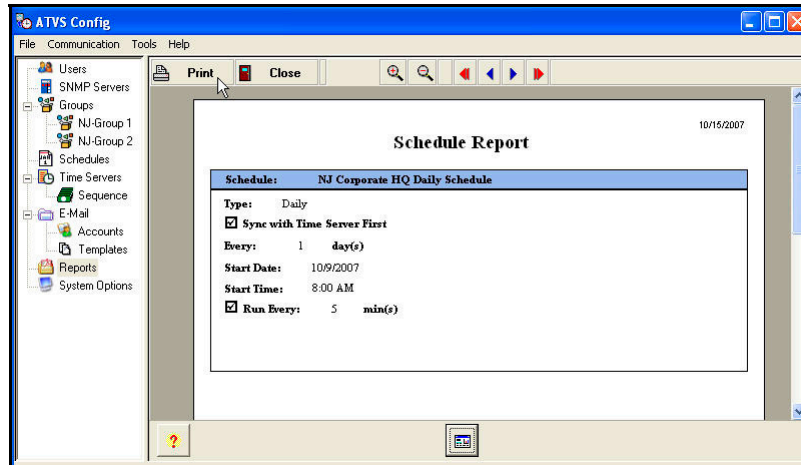 ATVS Config
File Communication Tools Help
Users
SNMP Servers
Groups
NJ-Group 1
NJ-Group 2
Schedules
Time Servers
Sequence
E-Mail
Accounts
Templates
Reports
System Options
Print Close
10/15/2007
Schedule Report
Schedule: NJ Corporate HQ Daily Schedule
Type: Daily
Sync with Time Server First
Every: 1 day(s)
Start Date: 10/9/2007
Start Time: 8:00 AM
Run Every: 5 min(s)
?